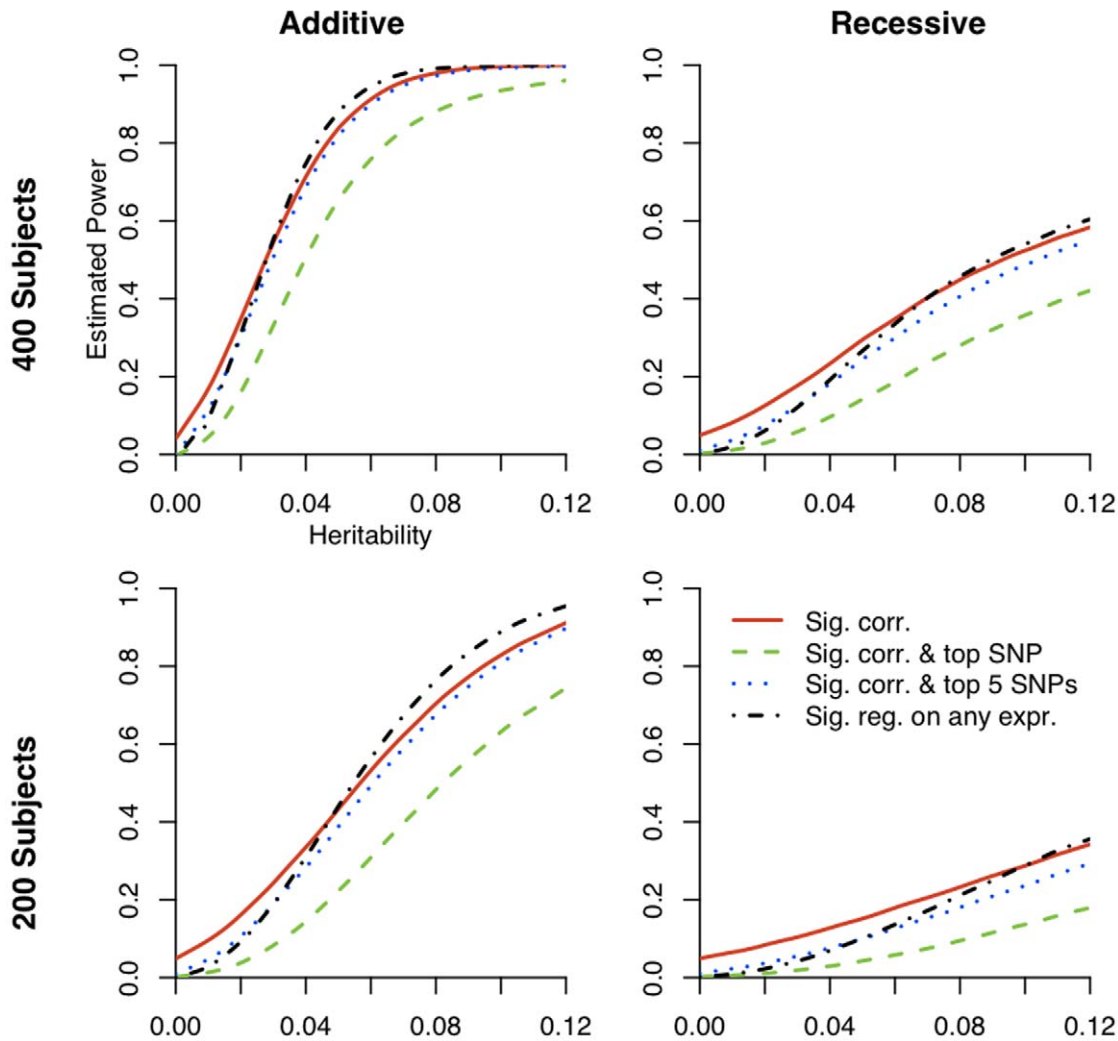 Additive
Recessive
400 Subjects
Estimated Power
1.0
0.8
0.6
0.4
0.2
0.0
0.00 0.04 0.08 0.12
Heritability
1.0
0.8
0.6
0.4
0.2
0.0
0.00 0.04 0.08 0.12
200 Subjects
1.0
0.8
0.6
0.4
0.2
0.0
0.00 0.04 0.08 0.12
1.0
0.8
0.6
0.4
0.2
0.0
0.00 0.04 0.08 0.12
Sig. corr.
Sig. corr. & top SNP
Sig. corr. & top 5 SNPs
Sig. reg. on any expr.